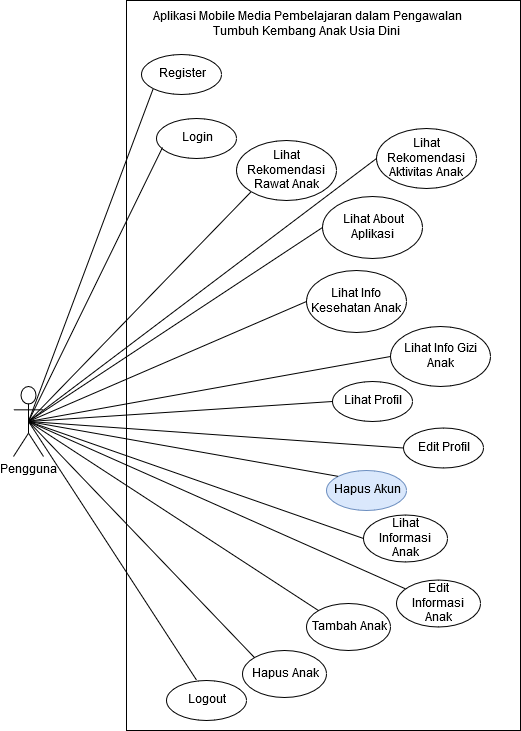 Aplikasi Mobile Media Pembelajaran dalam Pengawalan
Tumbuh Kembang Anak Usia Dini
Register
Login
Lihat
Rekomendasi
Rawat Anak
Lihat
Rekomendasi
Aktivitas Anak
Lihat About
Aplikasi
Lihat Info
Kesehatan Anak
Lihat Info Gizi
Anak
Lihat Profil
Edit Profil
Pengguna
Hapus Akun
Lihat
Informasi
Anak
Edit
Informasi
Anak
Tambah Anak
Hapus Anak
Logout